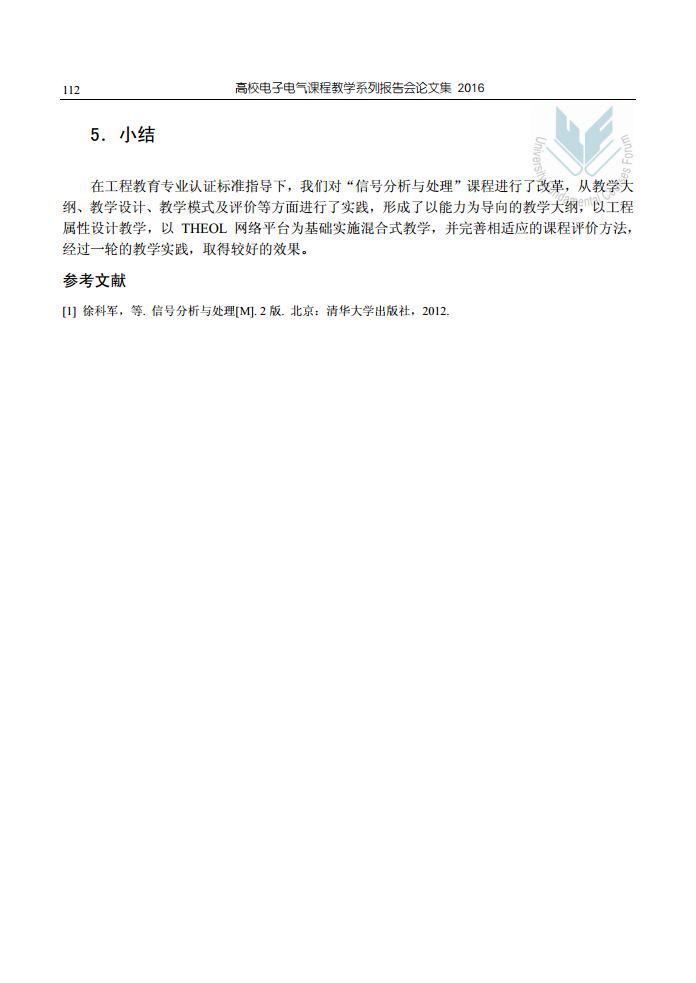 112
高校电子电气课程教学系列报告会论文集 2016
5．小结
University Fundamental Courses Forum
在工程教育专业认证标准指导下，我们对“信号分析与处理”课程进行了改革，从教学大
纲、教学设计、教学模式及评价等方面进行了实践，形成了以能力为导向的教学大纲，以工程
属性设计教学，以 THEOL 网络平台为基础实施混合式教学，并完善相适应的课程评价方法，
经过一轮的教学实践，取得较好的效果。
参考文献
[1] 徐科军，等. 信号分析与处理[M]. 2 版. 北京：清华大学出版社，2012.